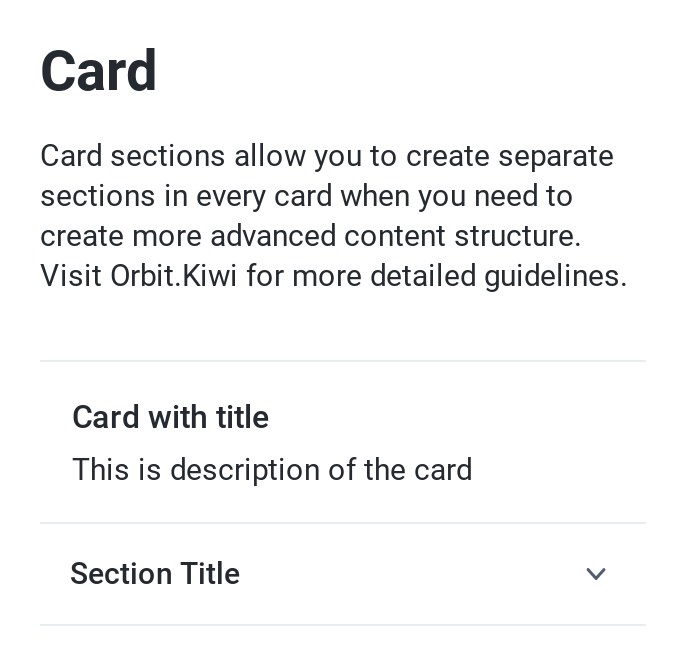 Card
Card sections allow you to create separate
sections in every card when you need to
create more advanced content structure.
Visit Orbit.Kiwi for more detailed guidelines.
Card with title
This is description of the card
Section Title